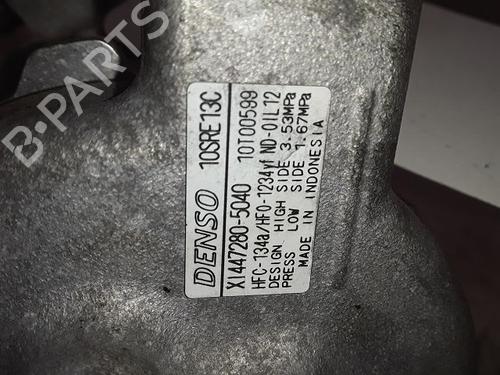 DENSO 10SRE13C
XI447280-5040 10T00599
HFC-134a/HFO-1234yf ND-OIL12
DESIGN HIGH SIDE 3.53MPa
PRESS LOW SIDE 1.67MPa
MADE IN INDONESIA
B-PARTS